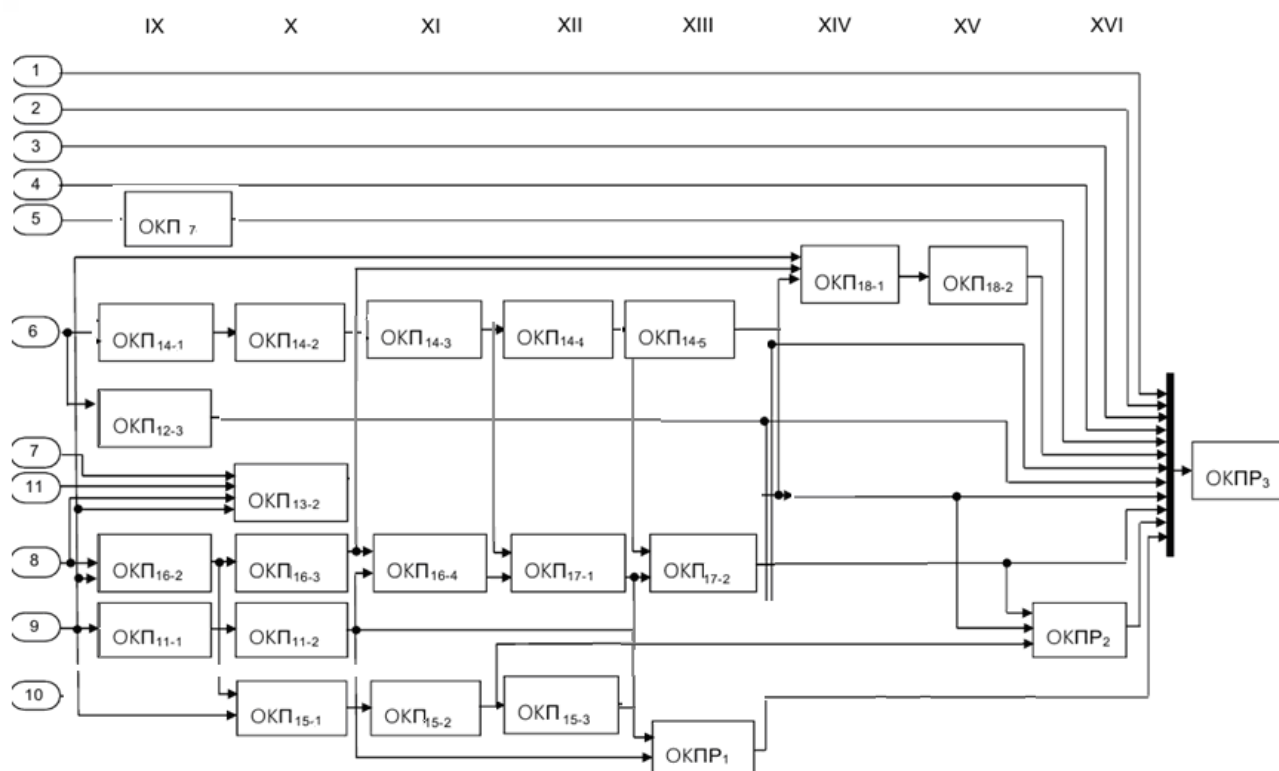 IX X XI XII XIII XIV XV XVI
1
2
3
4
5
ОКП 7
ОКП18-1 ОКП18-2
6
ОКП14-1 ОКП14-2 ОКП14-3 ОКП14-4 ОКП14-5
ОКП12-3
7
11
ОКП13-2
ОКПР3
8
ОКП16-2 ОКП16-3 ОКП16-4 ОКП17-1 ОКП17-2
9
ОКП11-1 ОКП11-2
ОКПР2
10
ОКП15-1 ОКП15-2 ОКП 15-3
ОКПР1